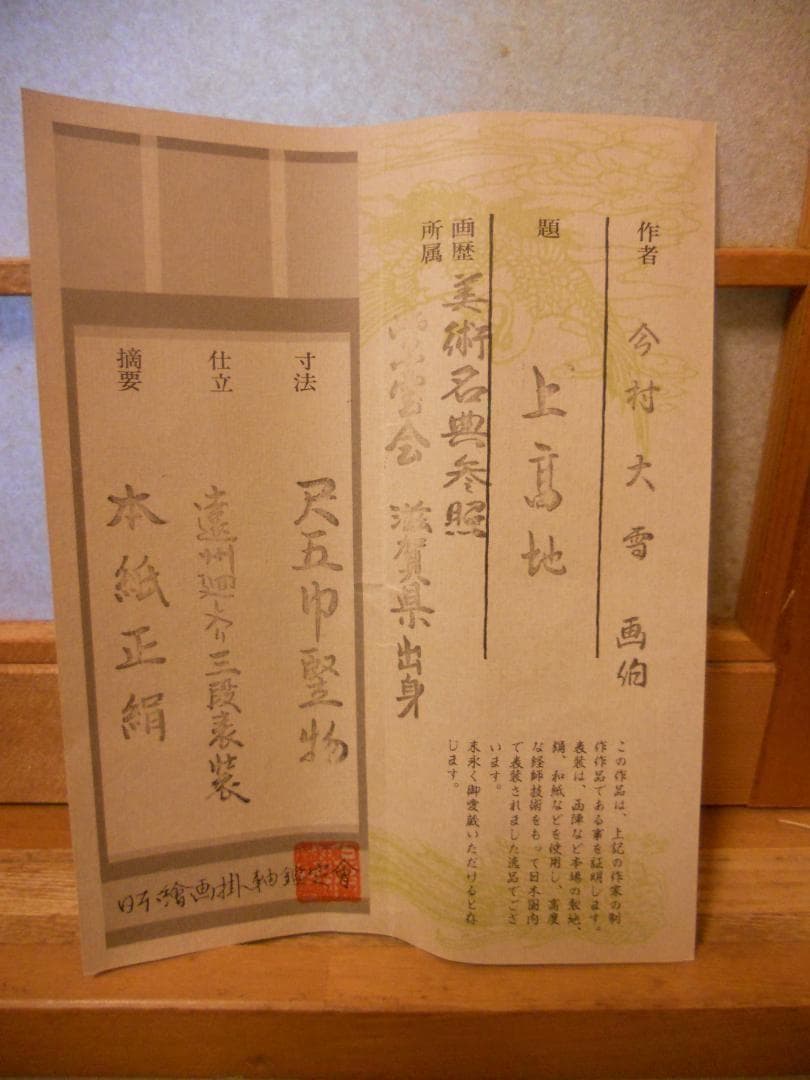 作者 今村大雪 画伯
題 上高地
画歴 美術名典参照
所属 会 滋賀県出身
この作品は、上記の作家の制
作作品である事を証明します。
表装は、西陣など本場の裂地、
絹、和紙などを使用し、高度
な経師技術をもって日本国内
で表装されました逸品でござ
います。
末永く御愛蔵いただけると存
じます。
寸法 尺五巾竪物
仕立 遠州廻し三段表装
摘要 本紙正絹
日本繪画掛軸鑑定會